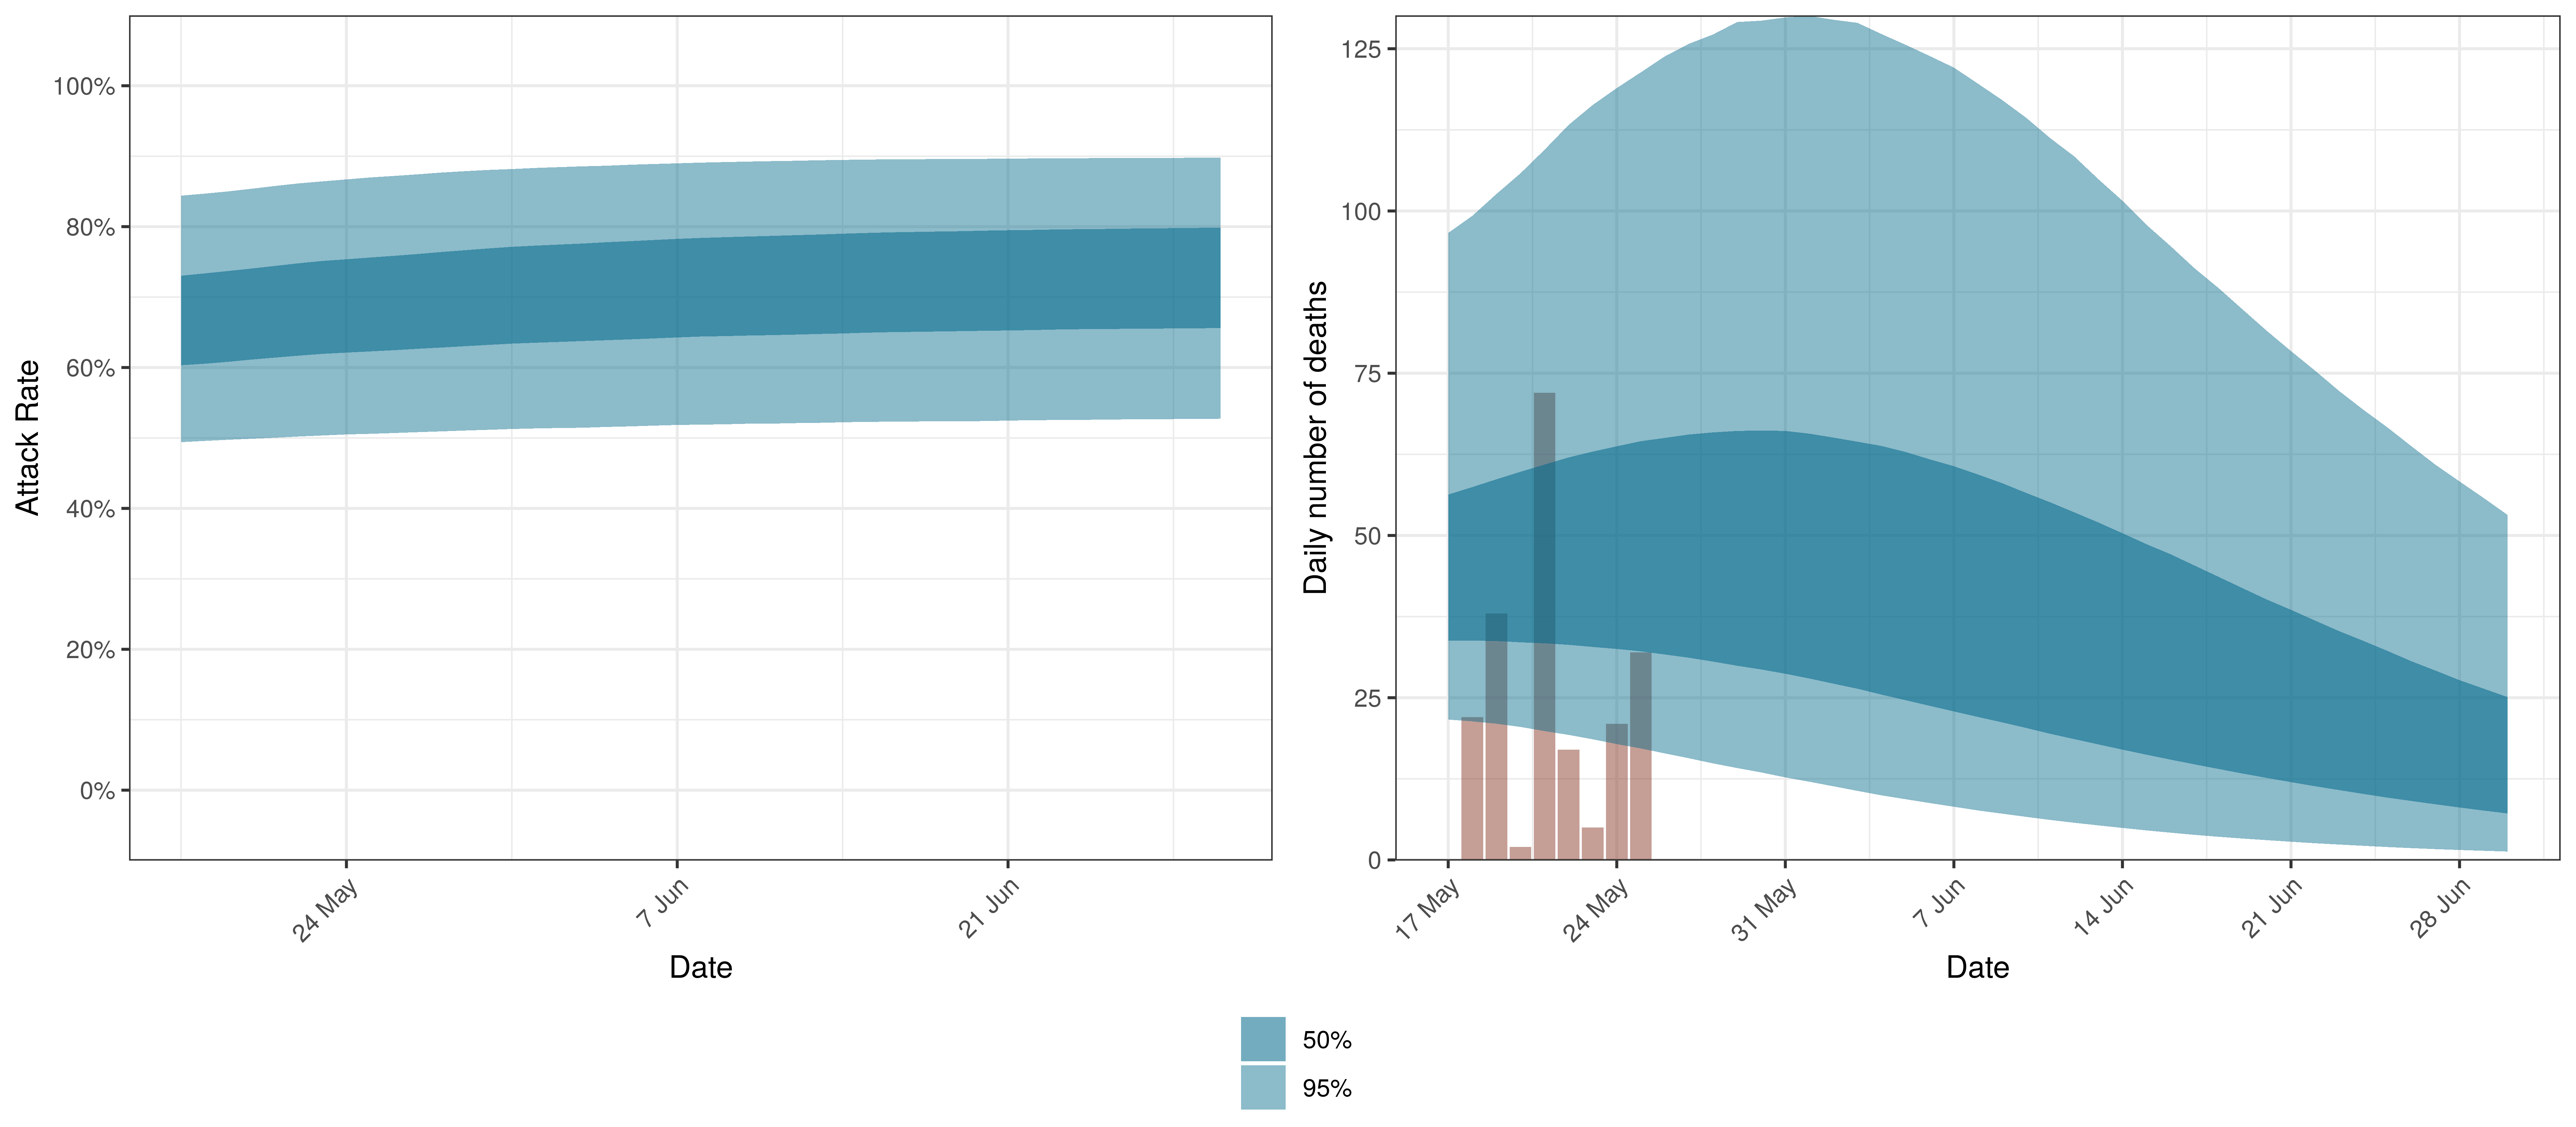 Attack Rate
100%
80%
60%
40%
20%
0%
24 May
7 Jun
21 Jun
Date
Daily number of deaths
125
100
75
50
25
0
17 May
24 May
31 May
7 Jun
14 Jun
21 Jun
28 Jun
Date
50%
95%